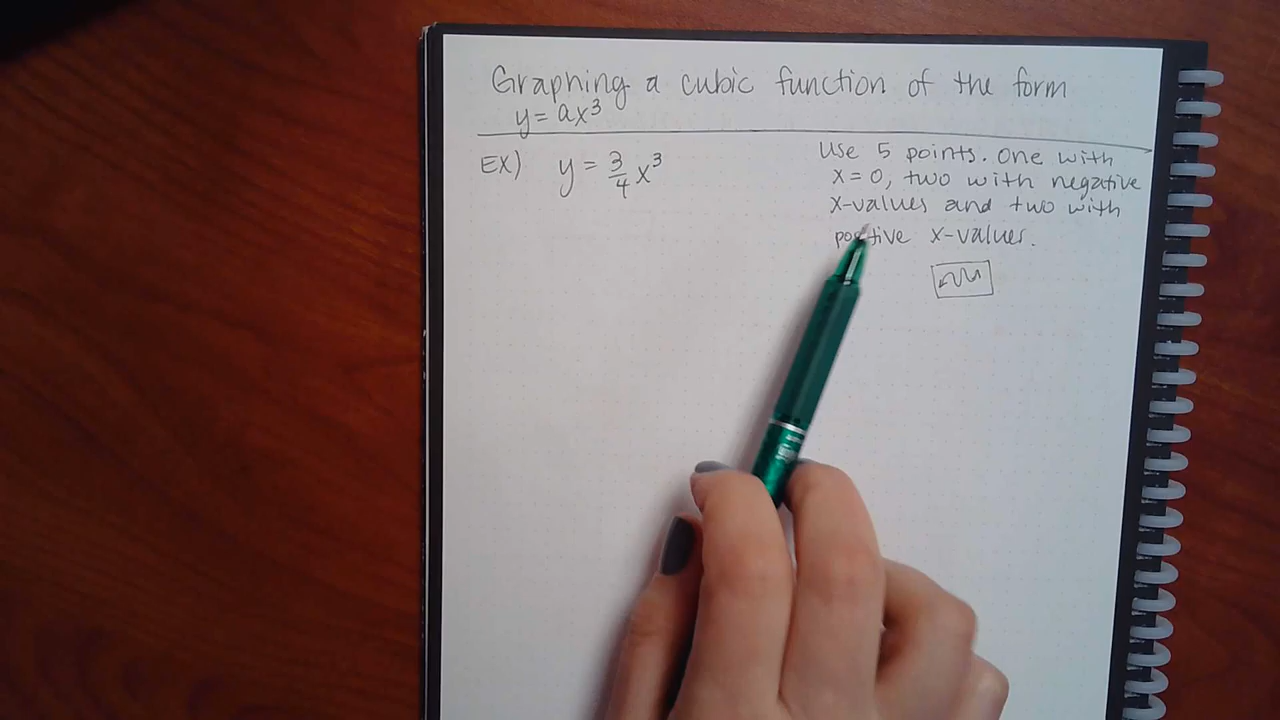 Graphing a cubic function of the form
y = ax³
EX) y = 3/4 x³
Use 5 points. One with
x = 0, two with negative
x-values and two with
positive x-values.